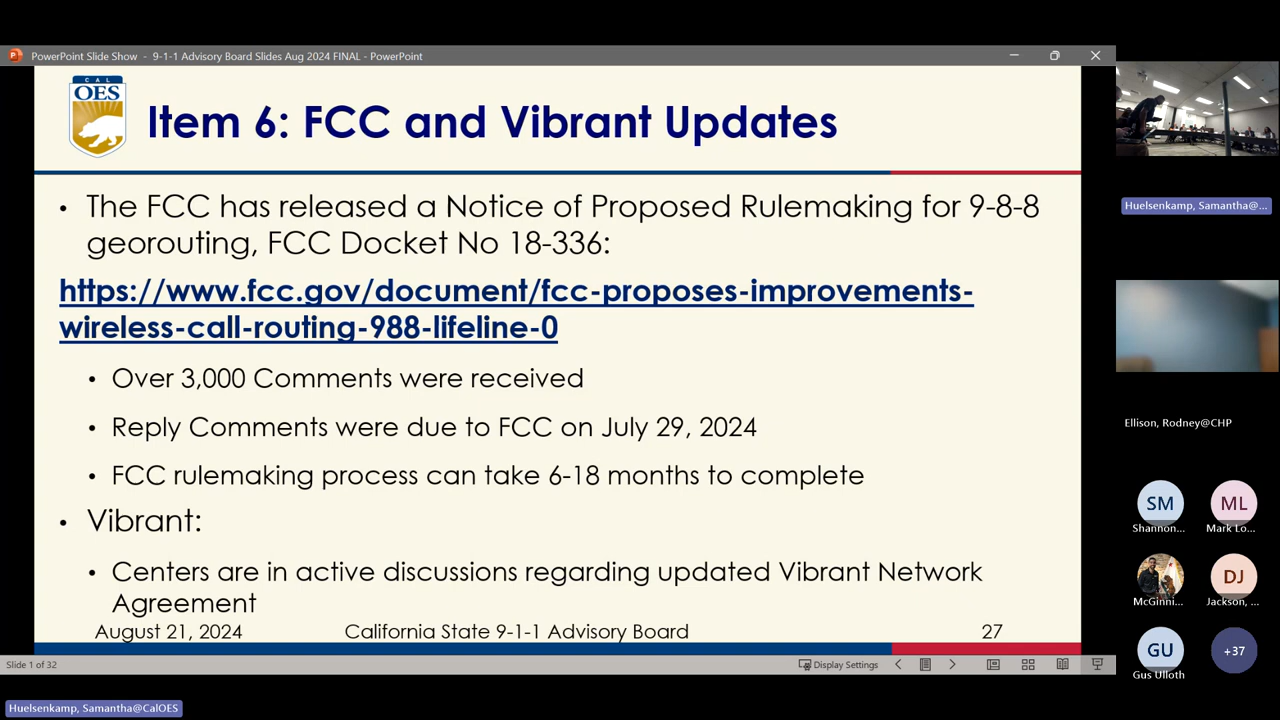 PowerPoint Slide Show - 9-1-1 Advisory Board Slides Aug 2024 FINAL - PowerPoint
CAL
OES
Item 6: FCC and Vibrant Updates
• The FCC has released a Notice of Proposed Rulemaking for 9-8-8
georouting, FCC Docket No 18-336:
https://www.fcc.gov/document/fcc-proposes-improvements-
wireless-call-routing-988-lifeline-0
• Over 3,000 Comments were received
• Reply Comments were due to FCC on July 29, 2024
• FCC rulemaking process can take 6-18 months to complete
• Vibrant:
• Centers are in active discussions regarding updated Vibrant Network
Agreement
August 21, 2024 California State 9-1-1 Advisory Board 27
Slide 1 of 32 Display Settings
Huelsenkamp, Samantha@CalOES
Huelsenkamp, Samantha@...
Ellison, Rodney@CHP
SM ML
Shannon... Mark Lo...
DJ
McGinni... Jackson, ...
GU +37
Gus Ulloth